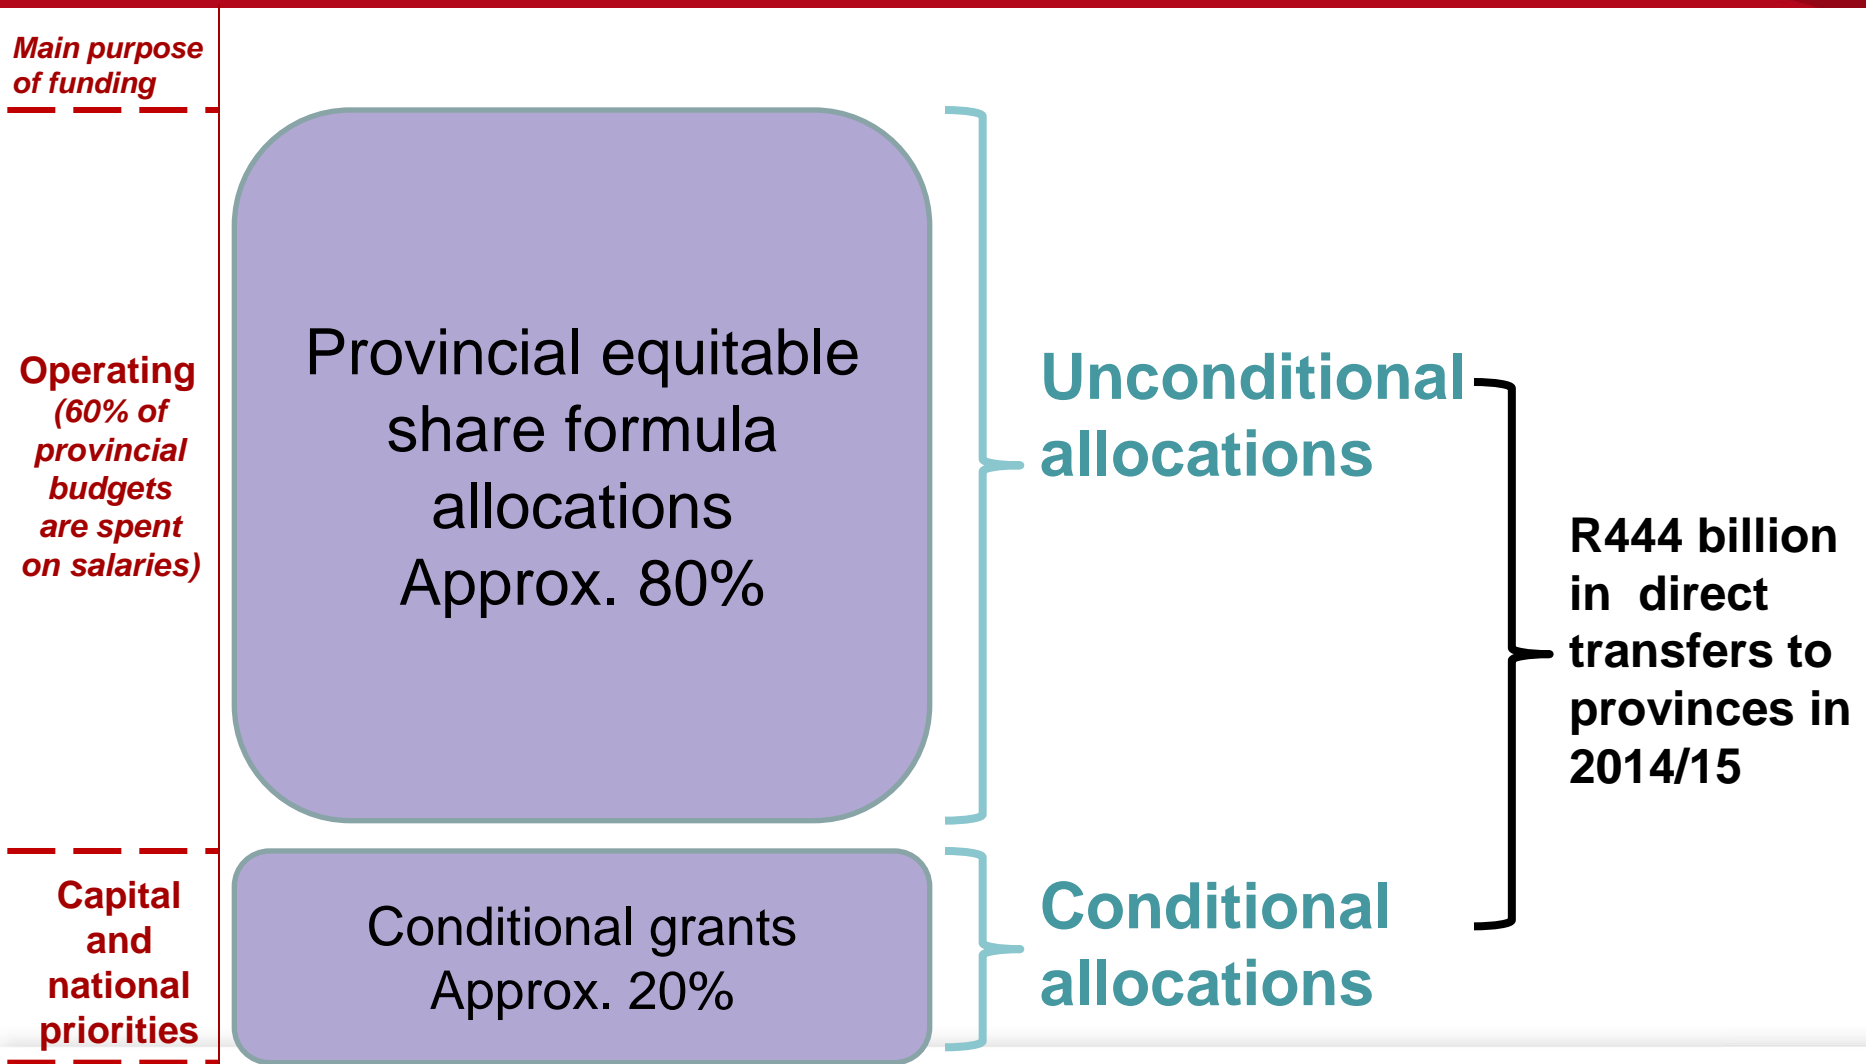 Main purpose
of funding
Operating
(60% of
provincial
budgets
are spent
on salaries)
Provincial equitable
share formula
allocations
Approx. 80%
Unconditional
allocations
R444 billion
in  direct
transfers to
provinces in
2014/15
Capital
and
national
priorities
Conditional grants
Approx. 20%
Conditional
allocations